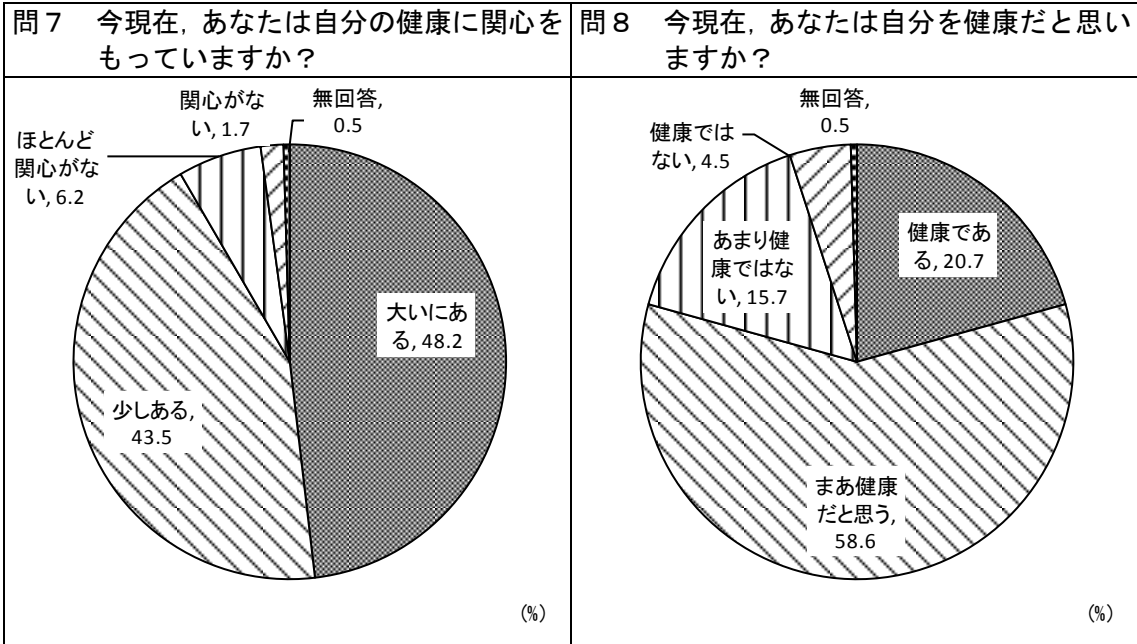 問７ 今現在，あなたは自分の健康に関心を
もっていますか？
問８ 今現在，あなたは自分を健康だと思い
ますか？
関心がな
い, 1.7
無回答,
0.5
ほとんど
関心がな
い, 6.2
大いにあ
る, 48.2
少しある,
43.5
(%)
無回答,
0.5
健康では
ない, 4.5
健康であ
る, 20.7
あまり健
康ではな
い, 15.7
まあ健康
だと思う,
58.6
(%)